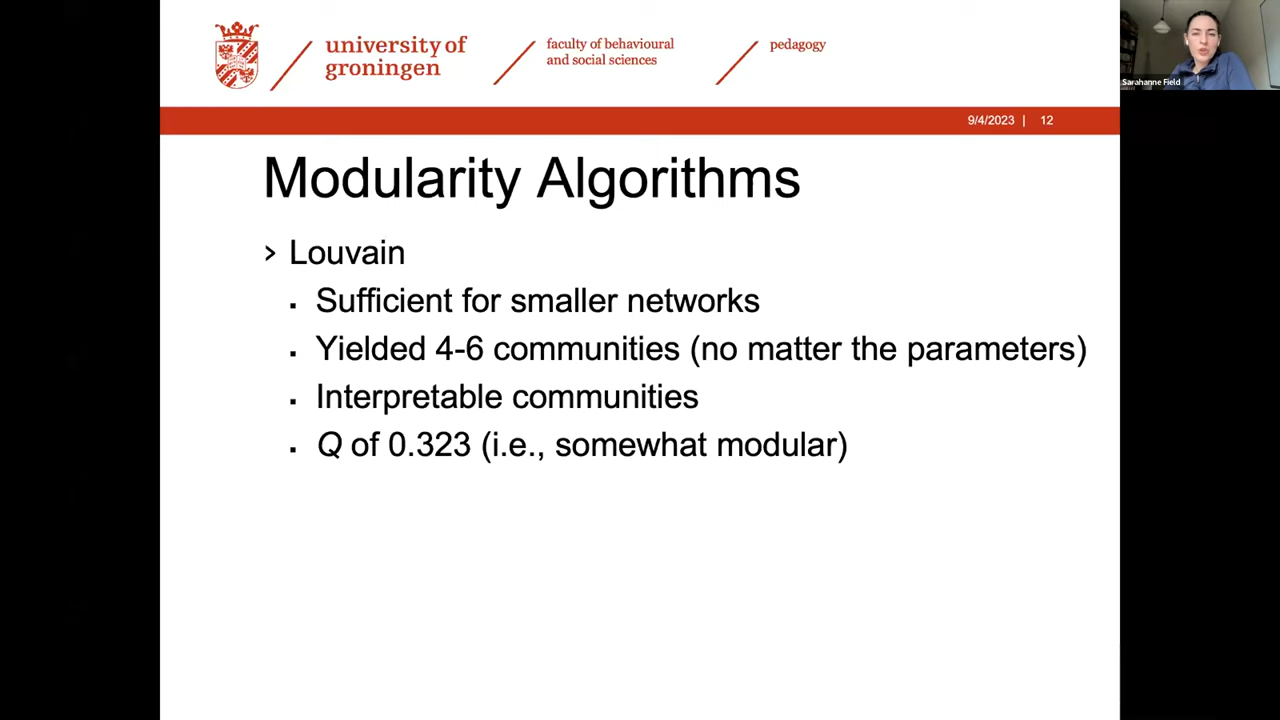 university of
groningen
faculty of behavioural
and social sciences
pedagogy
Sarahanne Field
9/4/2023 | 12
Modularity Algorithms
› Louvain
▪ Sufficient for smaller networks
▪ Yielded 4-6 communities (no matter the parameters)
▪ Interpretable communities
▪ Q of 0.323 (i.e., somewhat modular)